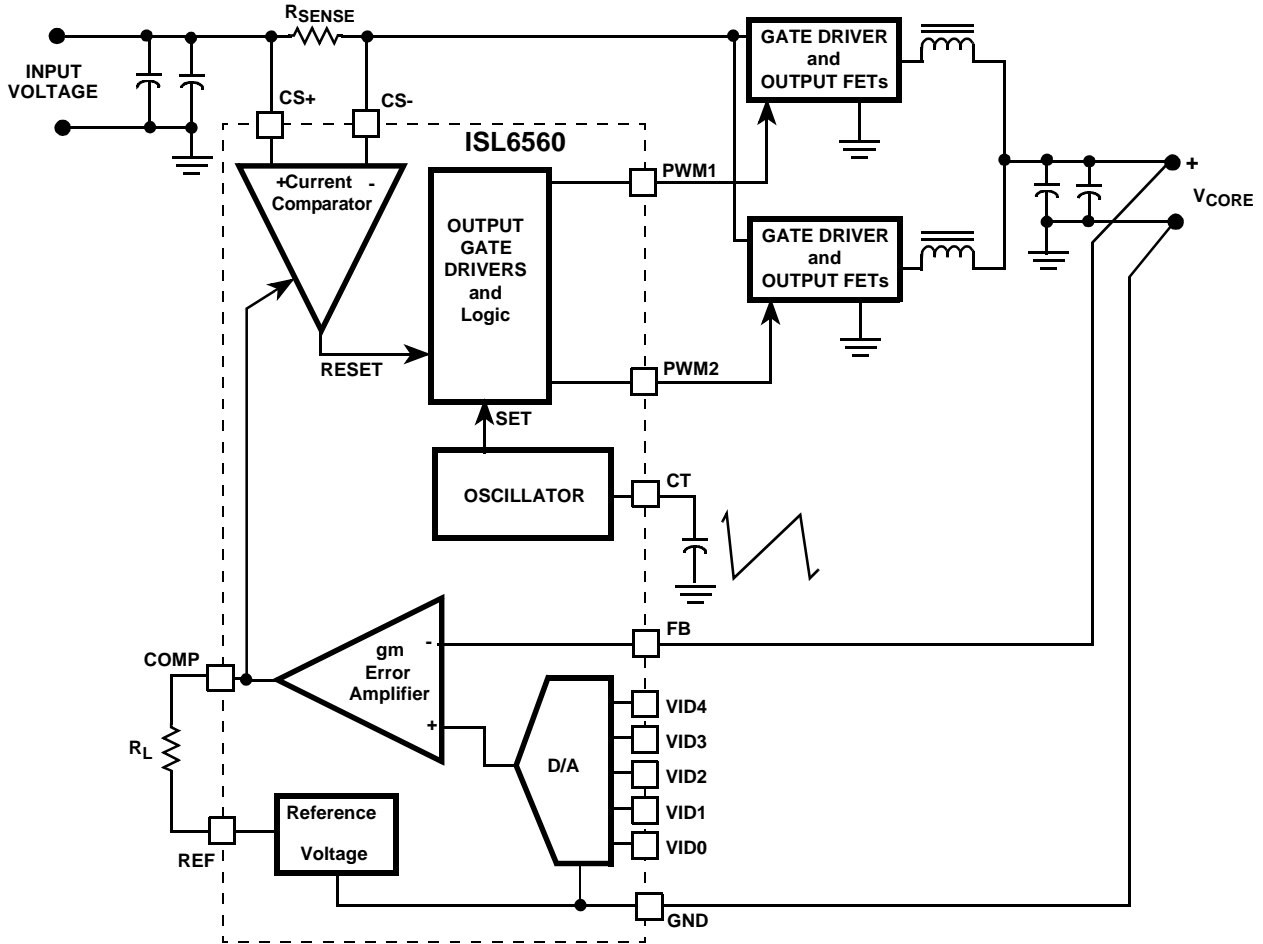 RSENSE
INPUT
VOLTAGE
CS+
CS-
ISL6560
+Current -
Comparator
RESET
OUTPUT
GATE
DRIVERS
and
Logic
SET
OSCILLATOR
PWM1
PWM2
CT
GATE DRIVER
and
OUTPUT FETs
GATE DRIVER
and
OUTPUT FETs
+
VCORE
FB
-
gm
Error
Amplifier
+
COMP
RL
REF
Reference
Voltage
D/A
VID4
VID3
VID2
VID1
VID0
GND